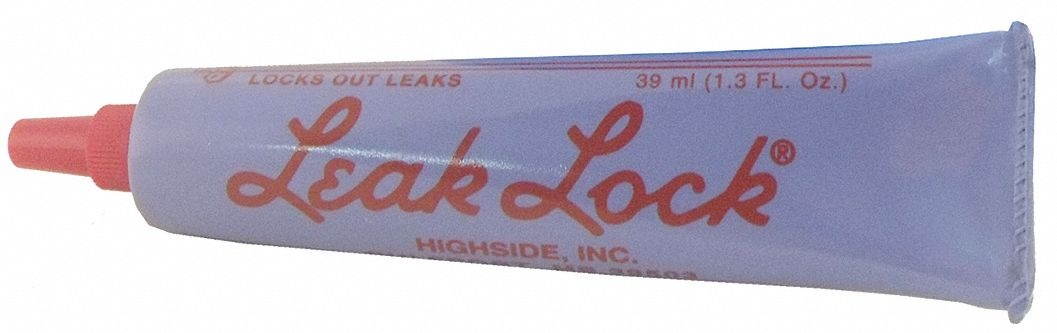 LOCKS OUT LEAKS 39 ml (1.3 FL. Oz.)
Leak Lock®
HIGHSIDE, INC.